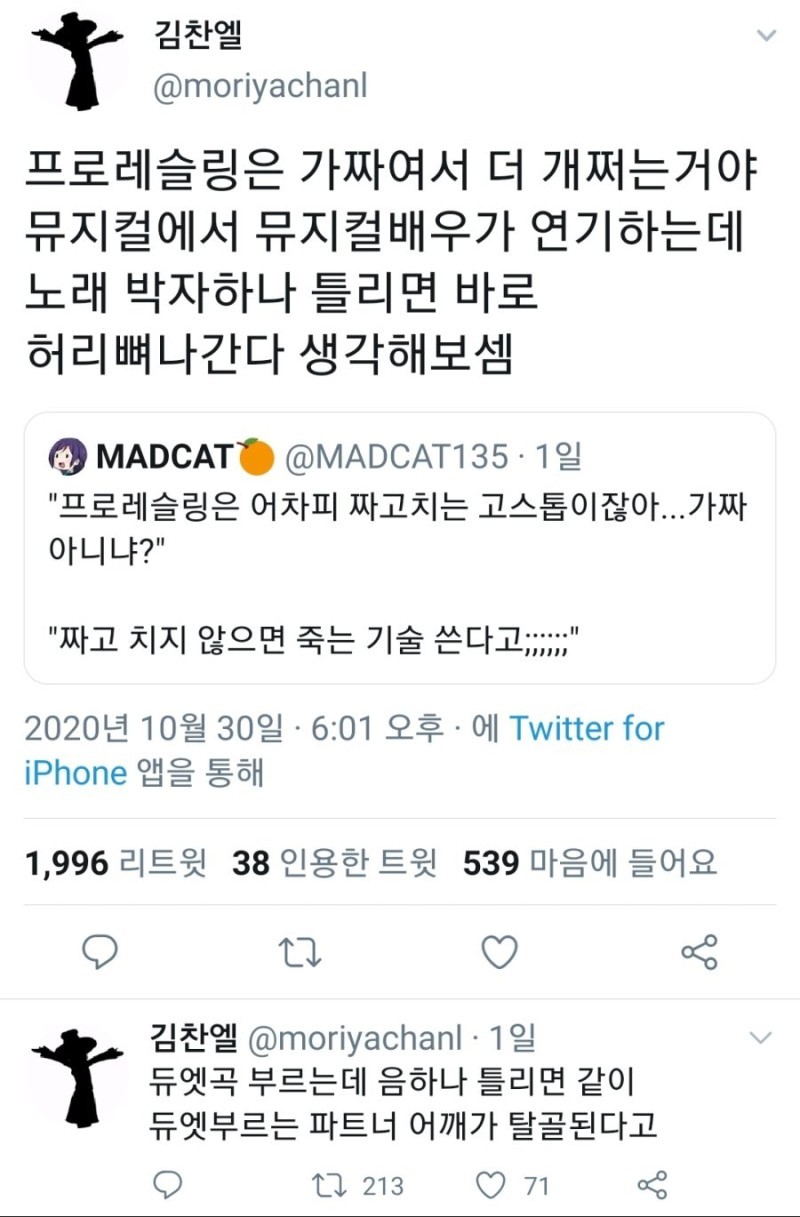 김찬엘
@moriyachanl
프로레슬링은 가짜여서 더 개쩌는거야
뮤지컬에서 뮤지컬배우가 연기하는데
노래 박자하나 틀리면 바로
허리뼈나간다 생각해보셈
MADCAT🍊 @MADCAT135 · 1일
"프로레슬링은 어차피 짜고치는 고스톱이잖아...가짜
아니냐?"
"짜고 치지 않으면 죽는 기술 쓴다고;;;;;;"
2020년 10월 30일 · 6:01 오후 · 에 Twitter for
iPhone 앱을 통해
1,996 리트윗 38 인용한 트윗 539 마음에 들어요
김찬엘 @moriyachanl · 1일
듀엣곡 부르는데 음하나 틀리면 같이
듀엣부르는 파트너 어깨가 탈골된다고
213 71